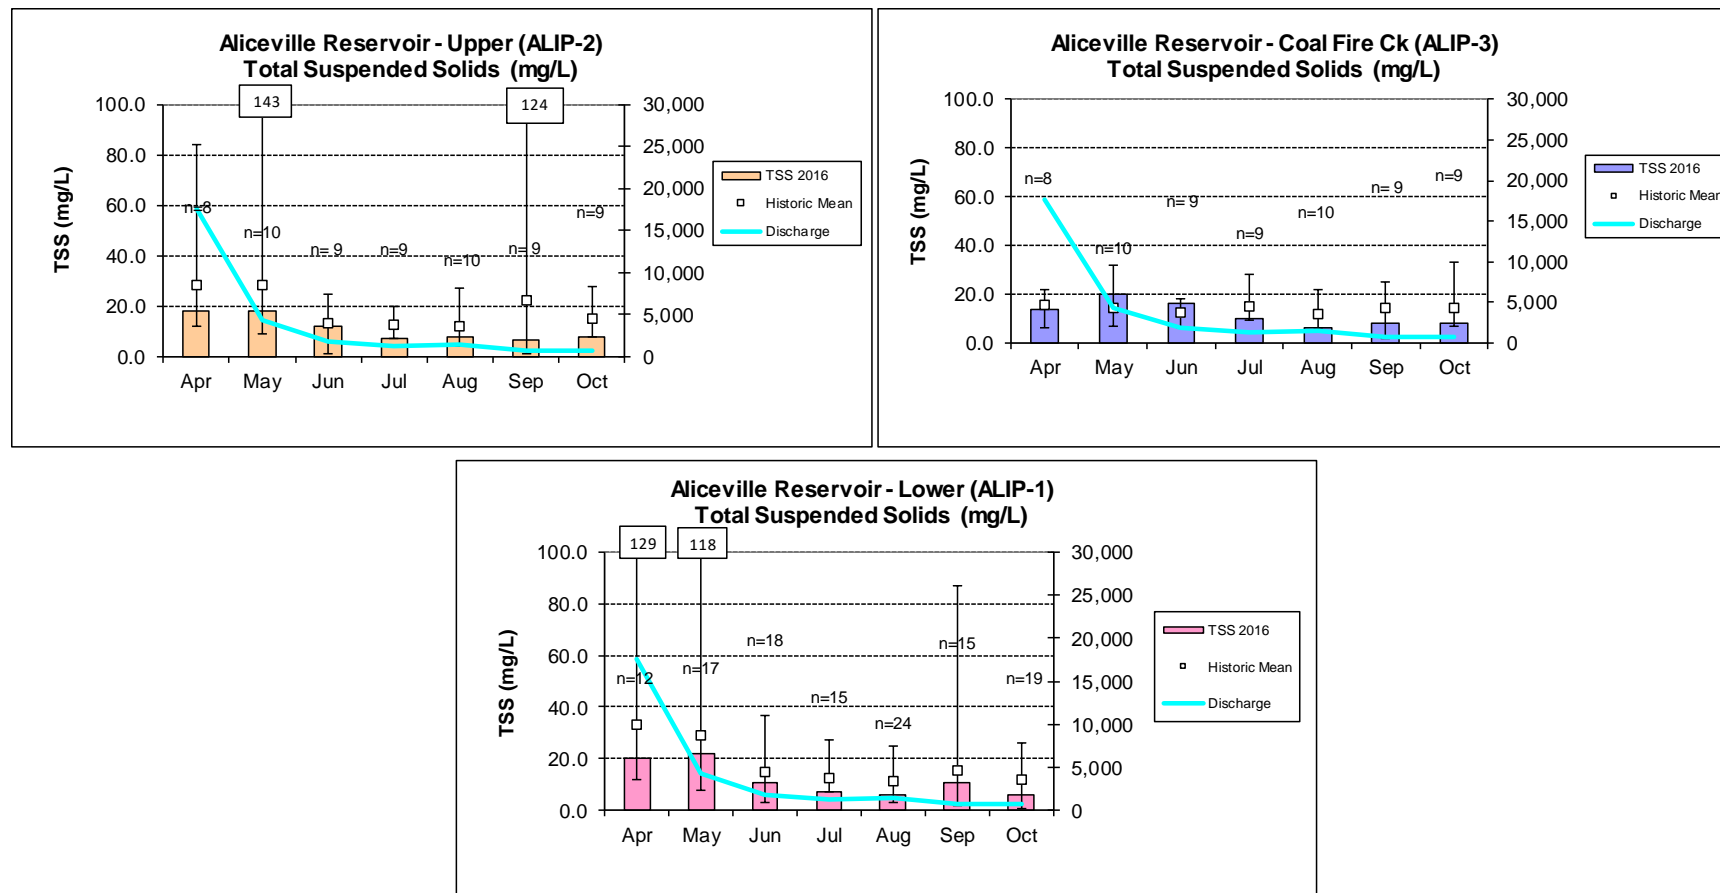 Aliceville Reservoir - Upper (ALIP-2)
Total Suspended Solids (mg/L)
143
124
100.0
80.0
60.0
40.0
20.0
0.0
TSS (mg/L)
30,000
25,000
20,000
15,000
10,000
5,000
0
n=8
n=10
n= 9
n=9
n=10
n= 9
n=9
Apr May Jun Jul Aug Sep Oct
TSS 2016
Historic Mean
Discharge
Aliceville Reservoir - Coal Fire Ck (ALIP-3)
Total Suspended Solids (mg/L)
100.0
80.0
60.0
40.0
20.0
0.0
TSS (mg/L)
30,000
25,000
20,000
15,000
10,000
5,000
0
n=8
n=10
n= 9
n=9
n=10
n= 9
n=9
Apr May Jun Jul Aug Sep Oct
TSS 2016
Historic Mean
Discharge
Aliceville Reservoir - Lower (ALIP-1)
Total Suspended Solids (mg/L)
129
118
100.0
80.0
60.0
40.0
20.0
0.0
TSS (mg/L)
30,000
25,000
20,000
15,000
10,000
5,000
0
n=12
n=17
n=18
n=15
n=24
n=15
n=19
Apr May Jun Jul Aug Sep Oct
TSS 2016
Historic Mean
Discharge